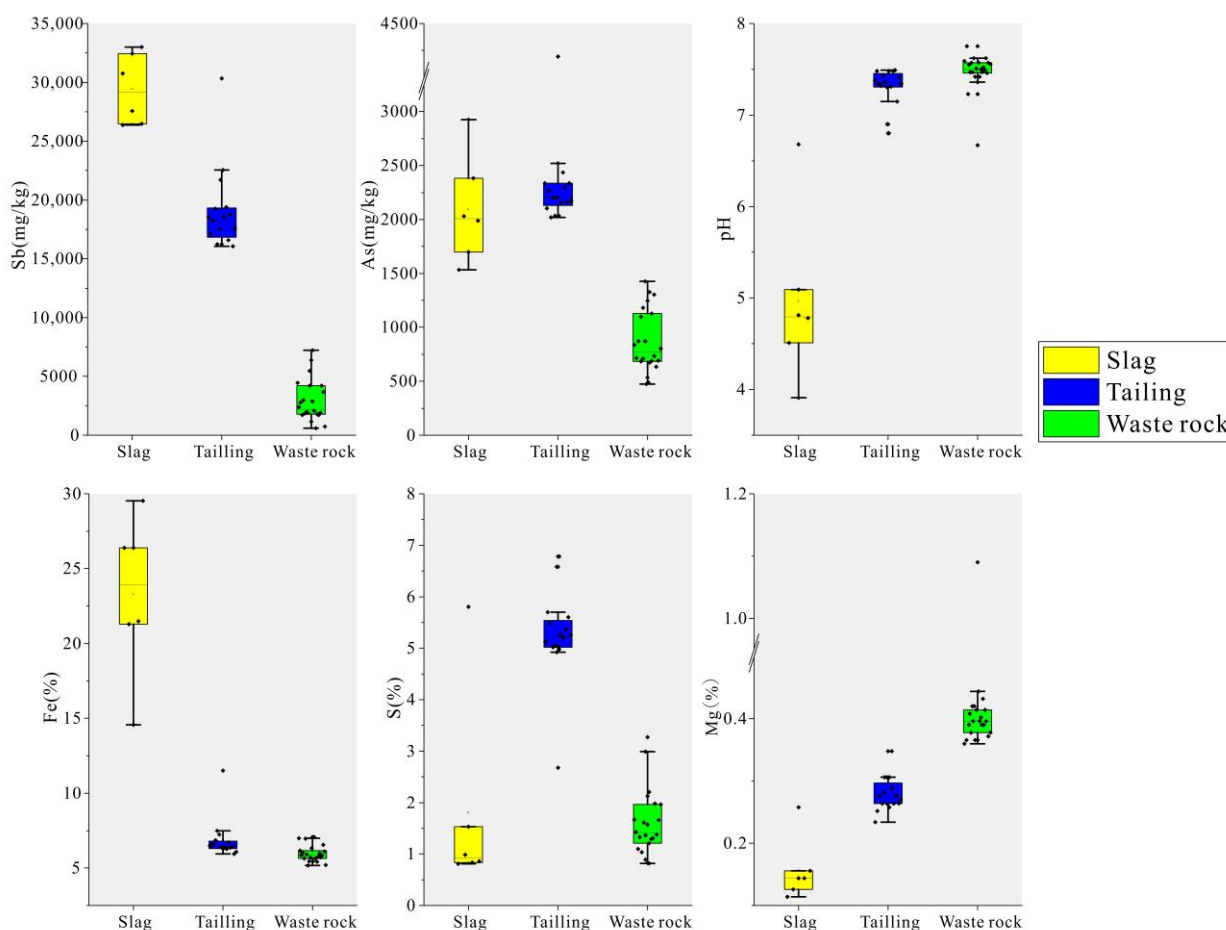 Sb(mg/kg)
35,000
30,000
25,000
20,000
15,000
10,000
5000
0
Slag
Tailling
Waste rock
As(mg/kg)
4500
3000
2500
2000
1500
1000
500
0
Slag
Tailling
Waste rock
pH
8
7
6
5
4
Slag
Tailling
Waste rock
Slag
Tailing
Waste rock
Fe(%)
30
25
20
15
10
5
Slag
Tailling
Waste rock
S(%)
8
7
6
5
4
3
2
1
0
Slag
Tailling
Waste rock
Mg(%)
1.2
1.0
0.4
0.2
Slag
Tailling
Waste rock